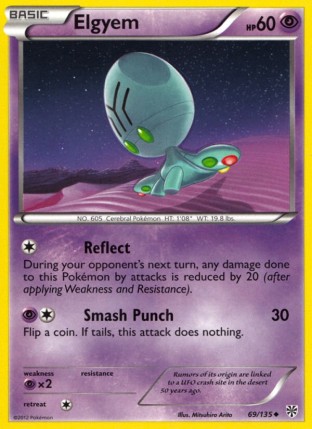 BASIC
Elgyem
HP60
NO. 605 Cerebral Pokémon HT. 1'08" WT. 19.8 lbs.
Reflect
During your opponent's next turn, any damage done
to this Pokémon by attacks is reduced by 20 (after
applying Weakness and Resistance).
Smash Punch 30
Flip a coin. If tails, this attack does nothing.
weakness
×2
resistance
retreat
Rumors of its origin are linked
to a UFO crash site in the desert
50 years ago.
©2012 Pokémon
Illus. Mitsuhiro Arita
69/135